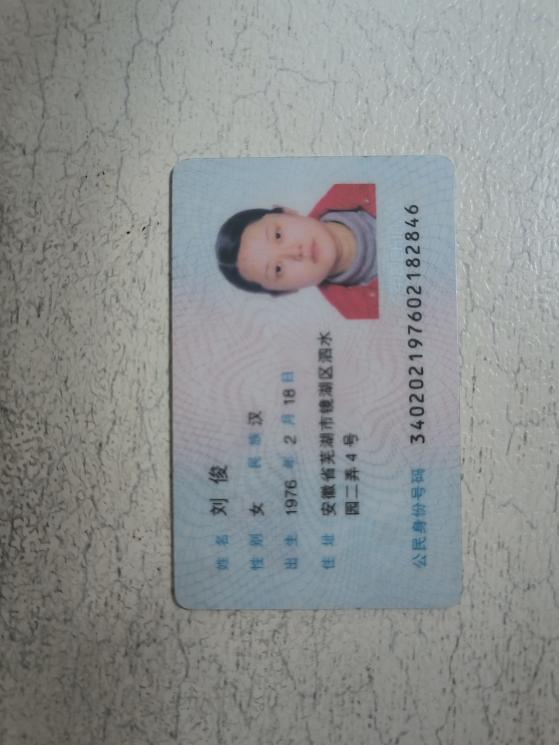 姓名 刘俊
性别 女 民族 汉
出生 1976 年 2 月 18 日
住址 安徽省芜湖市镜湖区泗水
园二弄4号
公民身份号码 340202197602182846